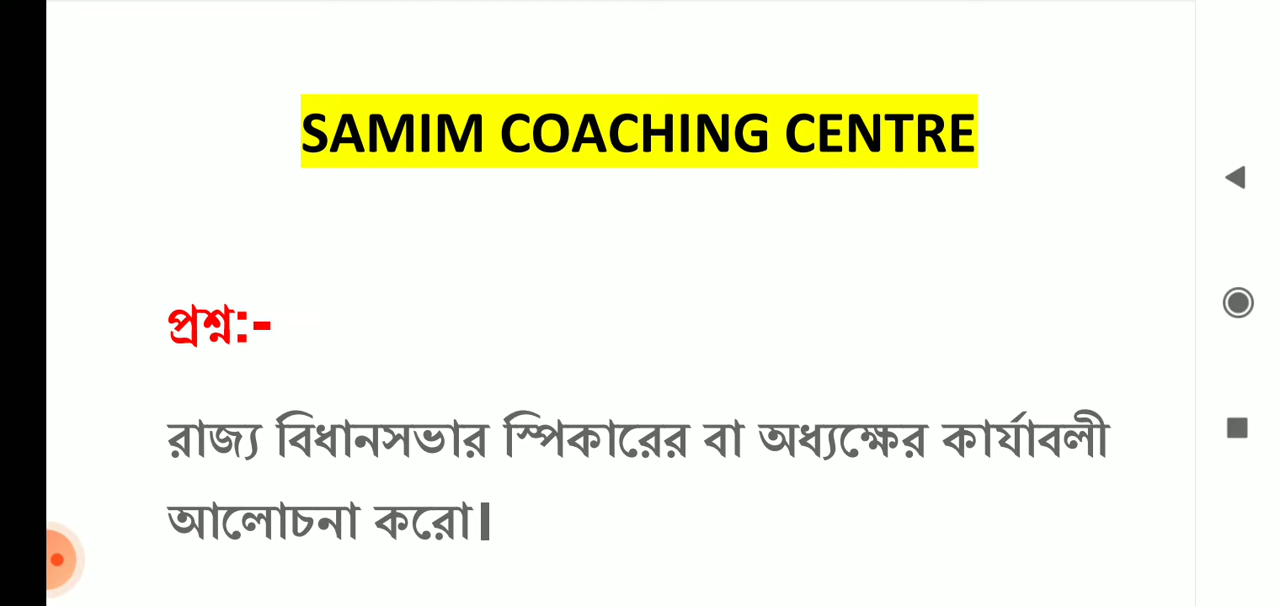 SAMIM COACHING CENTRE
প্রশ্ন:-
রাজ্য বিধানসভার স্পিকারের বা অধ্যক্ষের কার্যাবলী
আলোচনা করো।